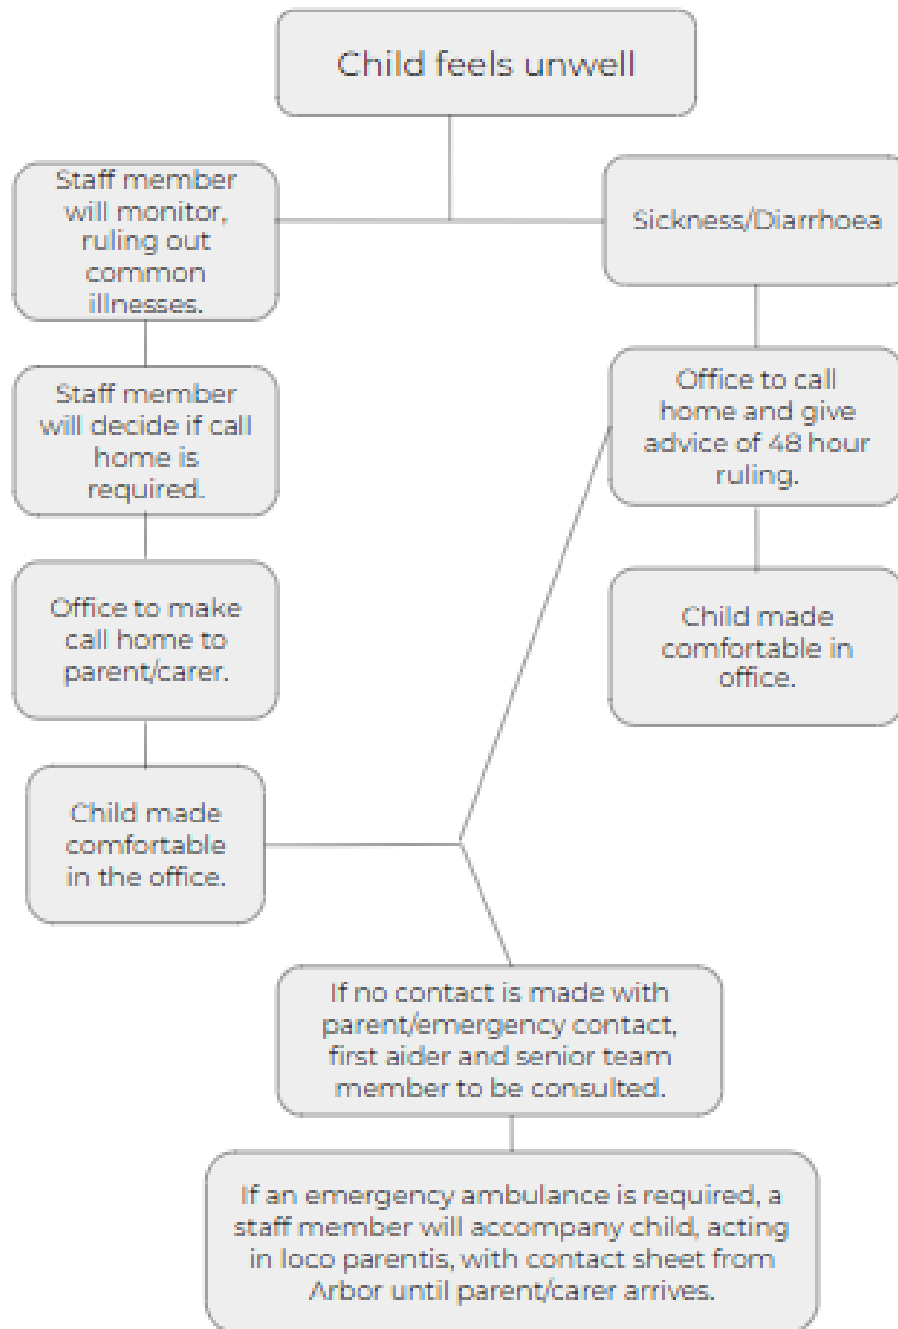 Child feels unwell
Staff member
will monitor,
ruling out
common
illnesses.
Sickness/Diarrhoea
Staff member
will decide if call
home is
required.
Office to call
home and give
advice of 48 hour
ruling.
Office to make
call home to
parent/carer.
Child made
comfortable in
office.
Child made
comfortable
in the office.
If no contact is made with
parent/emergency contact,
first aider and senior team
member to be consulted.
If an emergency ambulance is required, a
staff member will accompany child, acting
in loco parentis, with contact sheet from
Arbor until parent/carer arrives.